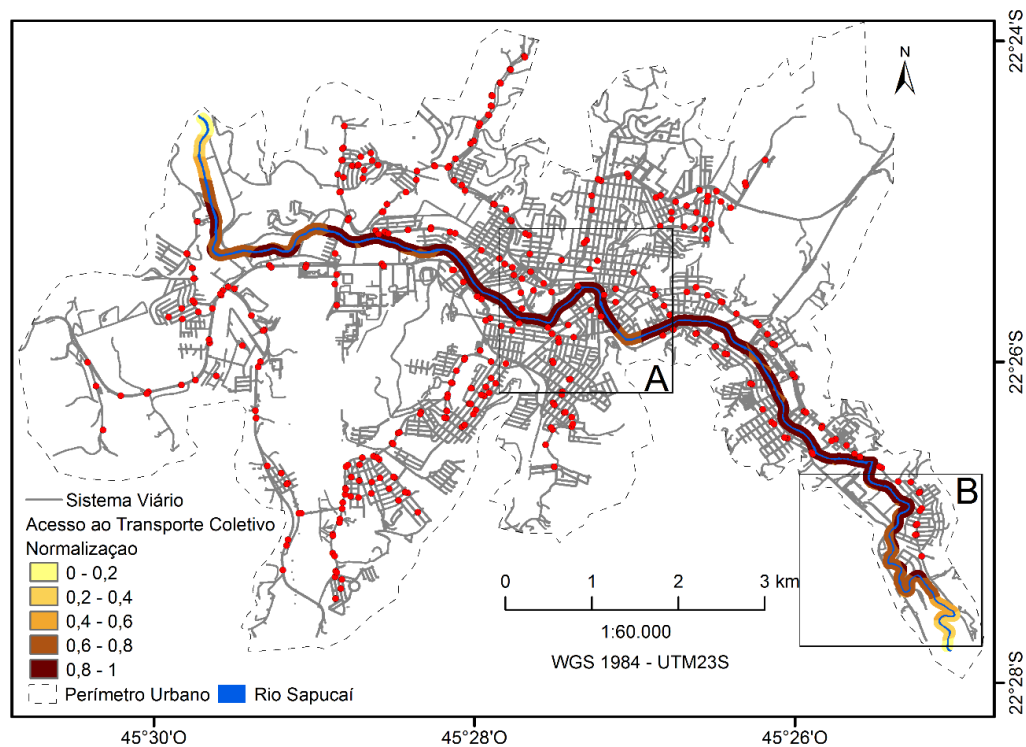 22°24'S
N
A
22°26'S
B
Sistema Viário
Acesso ao Transporte Coletivo
Normalizaçao
0 - 0,2
0,2 - 0,4
0,4 - 0,6
0,6 - 0,8
0,8 - 1
Perímetro Urbano
Rio Sapucaí
0 1 2 3 km
1:60.000
WGS 1984 - UTM23S
22°28'S
45°30'O 45°28'O 45°26'O